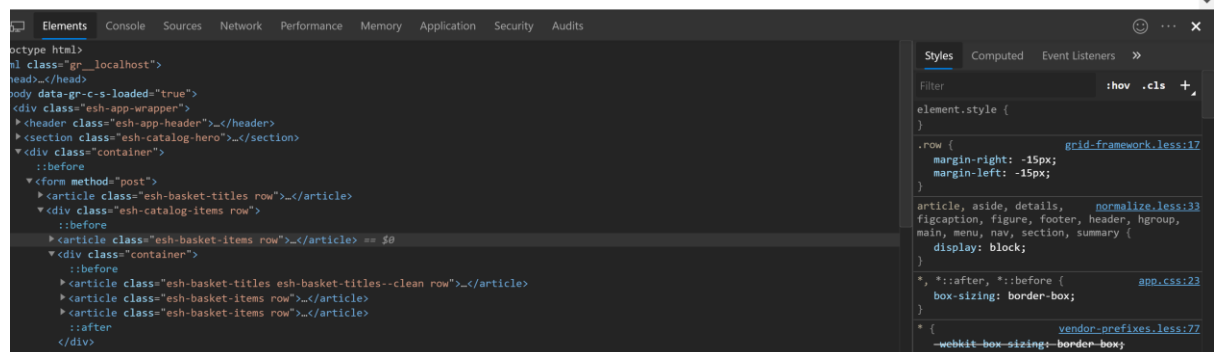 Elements Console Sources Network Performance Memory Application Security Audits
octype html>
ml class="gr__localhost">
head>…</head>
body data-gr-c-s-loaded="true">
<div class="esh-app-wrapper">
<header class="esh-app-header">…</header>
<section class="esh-catalog-hero">…</section>
<div class="container">
::before
<form method="post">
<article class="esh-basket-titles row">…</article>
<div class="esh-catalog-items row">
::before
<article class="esh-basket-items row">…</article> == $0
<div class="container">
::before
<article class="esh-basket-titles esh-basket-titles--clean row">…</article>
<article class="esh-basket-items row">…</article>
<article class="esh-basket-items row">…</article>
::after
</div>
Styles Computed Event Listeners »
Filter :hov .cls +
element.style {
}
.row { grid-framework.less:17
margin-right: -15px;
margin-left: -15px;
}
article, aside, details, normalize.less:33
figcaption, figure, footer, header, hgroup,
main, menu, nav, section, summary {
display: block;
}
*, *::after, *::before { app.css:23
box-sizing: border-box;
}
* { vendor-prefixes.less:77
-webkit-box-sizing: border-box;